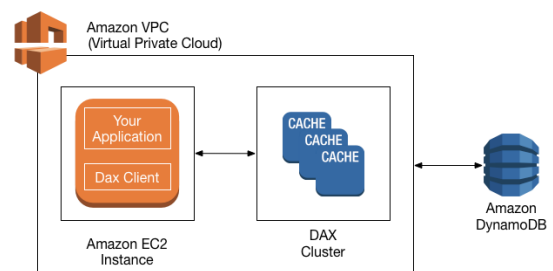 Amazon VPC
(Virtual Private Cloud)
Your
Application
Dax Client
Amazon EC2
Instance
CACHE
CACHE
CACHE
DAX
Cluster
Amazon
DynamoDB